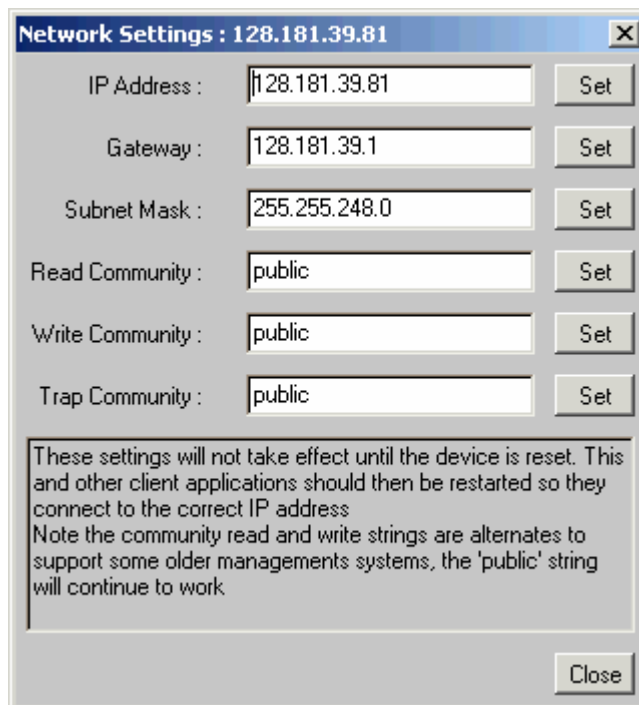 Network Settings : 128.181.39.81
IP Address : 128.181.39.81 Set
Gateway : 128.181.39.1 Set
Subnet Mask : 255.255.248.0 Set
Read Community : public Set
Write Community : public Set
Trap Community : public Set
These settings will not take effect until the device is reset. This
and other client applications should then be restarted so they
connect to the correct IP address
Note the community read and write strings are alternates to
support some older managements systems, the 'public' string
will continue to work
Close